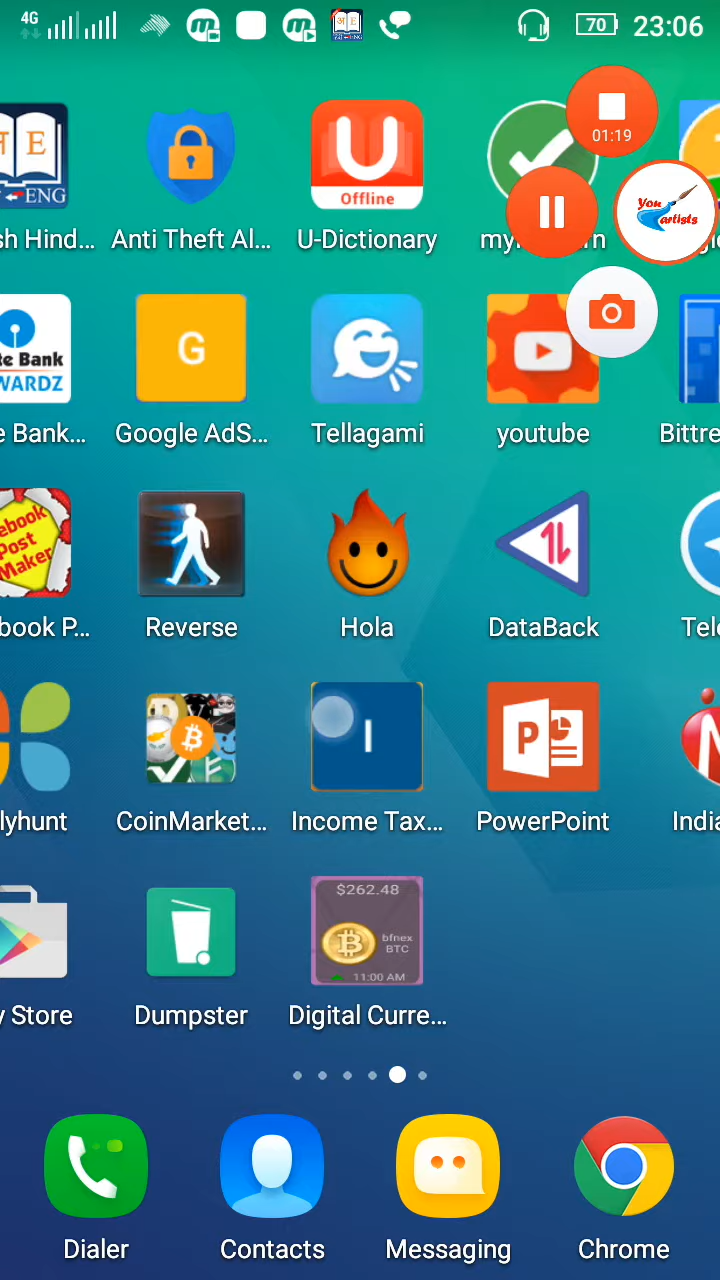 4G 70 23:06
01:19
You artists
अ E
ENG
U
Offline
sh Hind... Anti Theft Al... U-Dictionary
te Bank
WARDZ
G
e Bank... Google AdS... Tellagami youtube Bittre
ebook
Post
Maker
book P... Reverse Hola DataBack Tele
I
P
lyhunt CoinMarket... Income Tax... PowerPoint India
$262.48
bfnex
BTC
11:00 AM
y Store Dumpster Digital Curre...
Dialer Contacts Messaging Chrome